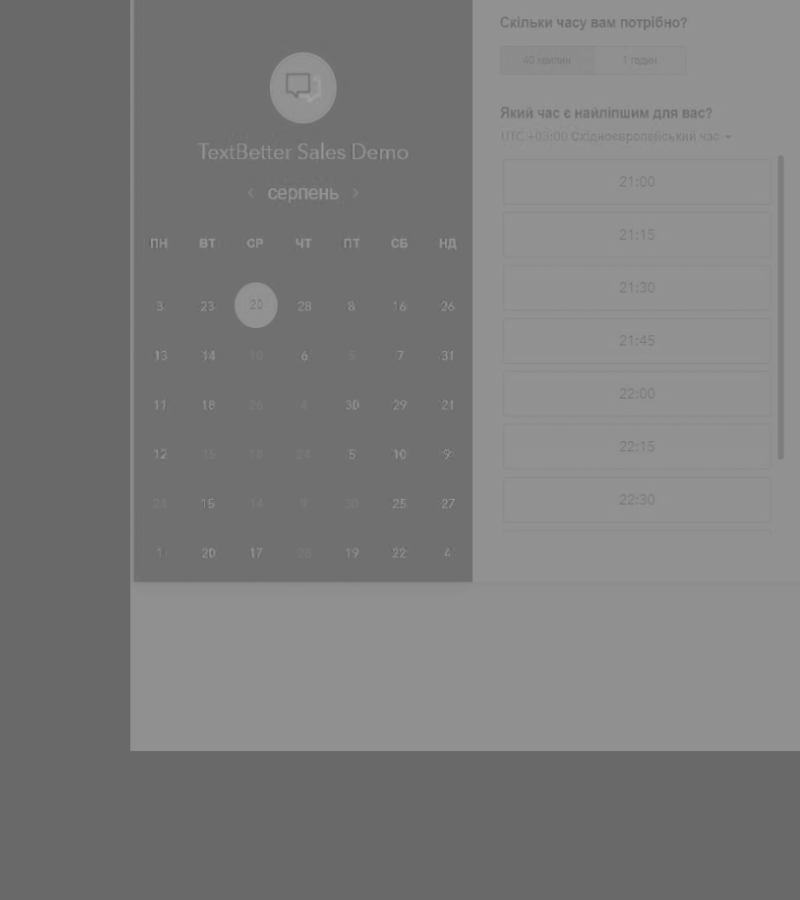 TextBetter Sales Demo
< серпень >
ПН ВТ СР ЧТ ПТ СБ НД
3 23 20 28 8 16 26
13 14 10 6 5 7 31
11 18 26 4 30 29 21
12 15 18 24 5 10 9
15 14 30 25 27
1 20 17 28 19 22 4
Скільки часу вам потрібно?
40 хвилин 1 годин
Який час є найліпшим для вас?
UTC +03:00 Східноєвропейський час
21:00
21:15
21:30
21:45
22:00
22:15
22:30